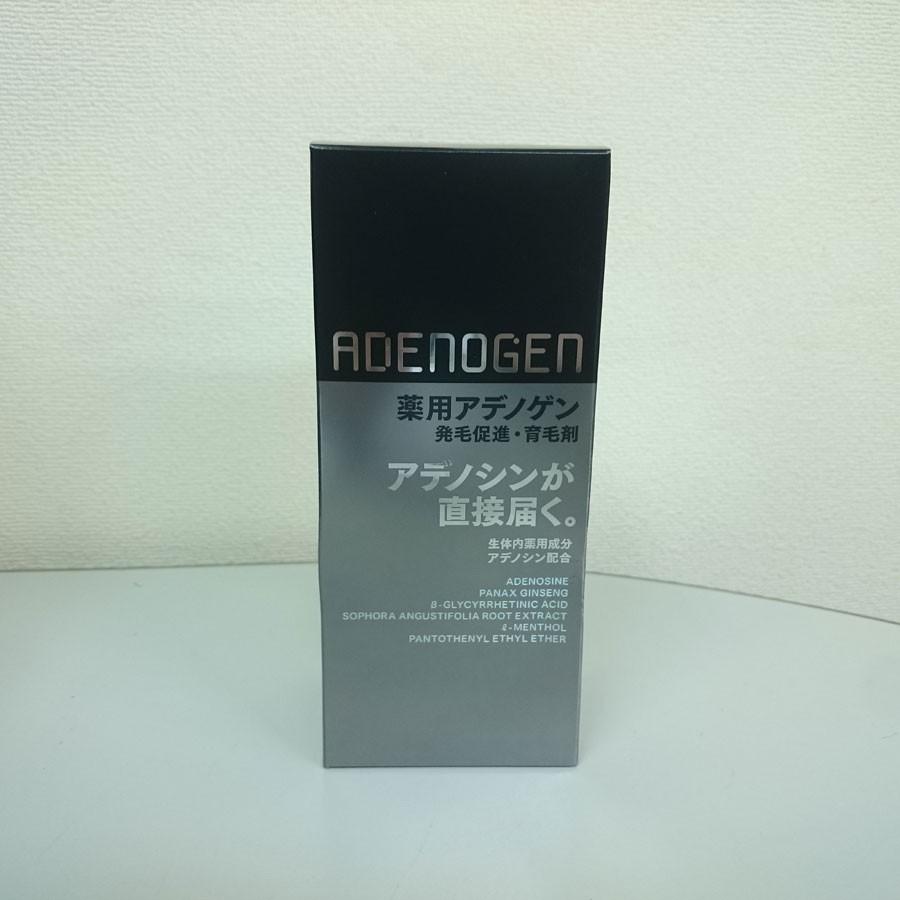 ADENOGEN
薬用アデノゲン
発毛促進・育毛剤
アデノシンが
直接届く。
生体内薬用成分
アデノシン配合
ADENOSINE
PANAX GINSENG
β-GLYCYRRHETINIC ACID
SOPHORA ANGUSTIFOLIA ROOT EXTRACT
ℓ-MENTHOL
PANTOTHENYL ETHYL ETHER